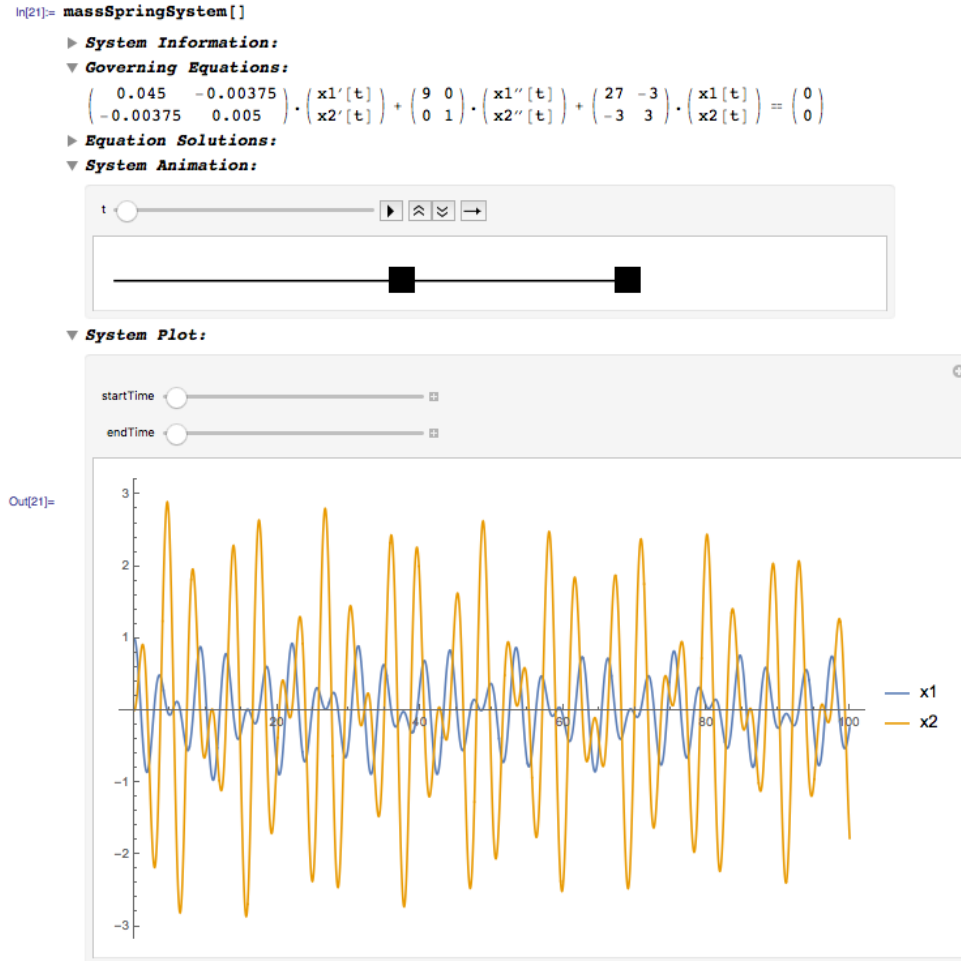 In[21]:= massSpringSystem[]
System Information:
Governing Equations:
( 0.045 -0.00375 ) . ( x1′[t] ) + ( 9 0 ) . ( x1″[t] ) + ( 27 -3 ) . ( x1[t] ) == ( 0 )
( -0.00375 0.005 ) ( x2′[t] ) ( 0 1 ) ( x2″[t] ) ( -3 3 ) ( x2[t] ) ( 0 )
Equation Solutions:
System Animation:
t
System Plot:
startTime
endTime
Out[21]=
3
2
1
-1
-2
-3
20 40 60 80 100
x1
x2